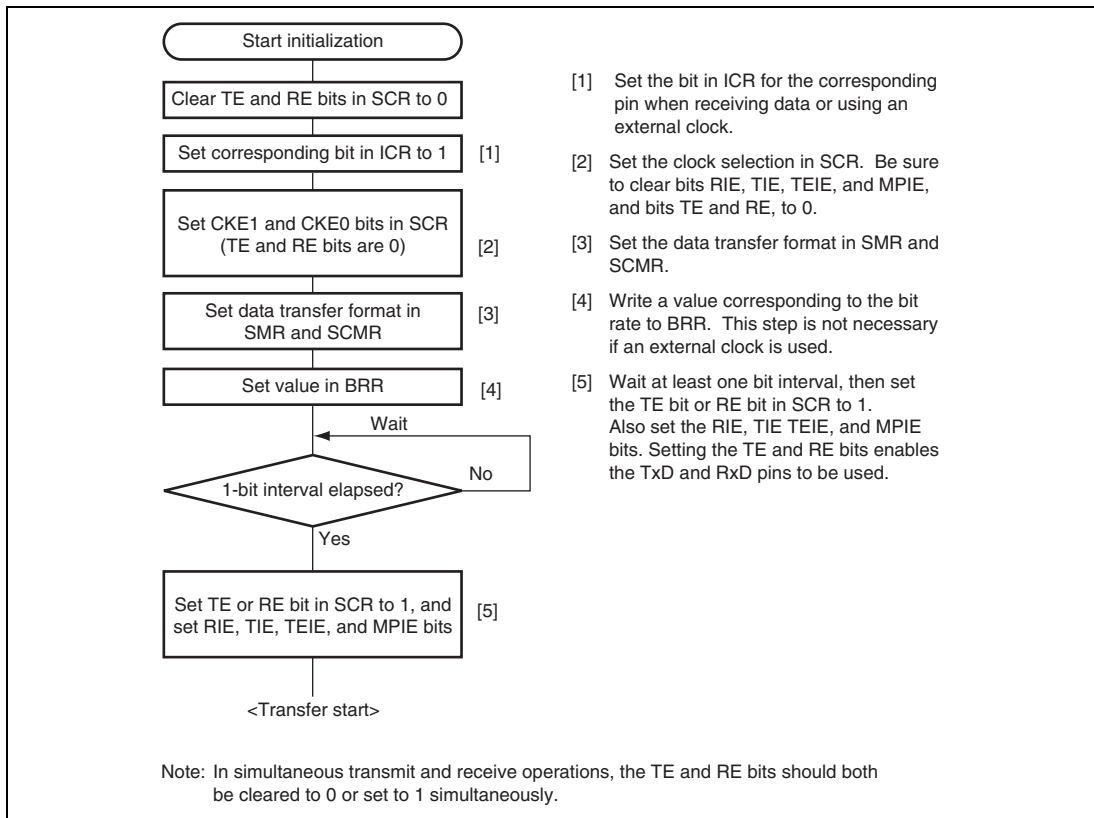 Start initialization
Clear TE and RE bits in SCR to 0
Set corresponding bit in ICR to 1
[1]
Set CKE1 and CKE0 bits in SCR
(TE and RE bits are 0)
[2]
Set data transfer format in
SMR and SCMR
[3]
Set value in BRR
[4]
Wait
No
1-bit interval elapsed?
Yes
Set TE or RE bit in SCR to 1, and
set RIE, TIE, TEIE, and MPIE bits
[5]
<Transfer start>
[1] Set the bit in ICR for the corresponding
pin when receiving data or using an
external clock.
[2] Set the clock selection in SCR. Be sure
to clear bits RIE, TIE, TEIE, and MPIE,
and bits TE and RE, to 0.
[3] Set the data transfer format in SMR and
SCMR.
[4] Write a value corresponding to the bit
rate to BRR. This step is not necessary
if an external clock is used.
[5] Wait at least one bit interval, then set
the TE bit or RE bit in SCR to 1.
Also set the RIE, TIE TEIE, and MPIE
bits. Setting the TE and RE bits enables
the TxD and RxD pins to be used.
Note: In simultaneous transmit and receive operations, the TE and RE bits should both
be cleared to 0 or set to 1 simultaneously.